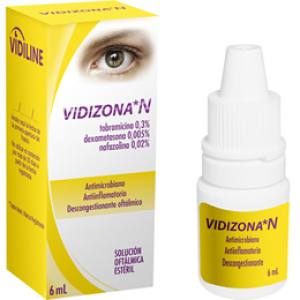 VIDILINE
VIDIZONA*N
tobramicina 0,3%
dexametasona 0,005%
nafazolina 0,02%
Antimicrobiano
Antiinflamatorio
Descongestionante oftálmico
SOLUCIÓN
OFTÁLMICA
ESTÉRIL
6 mL
VIDIZONA*N
Antimicrobiano
Antiinflamatorio
Descongestionante
6 mL